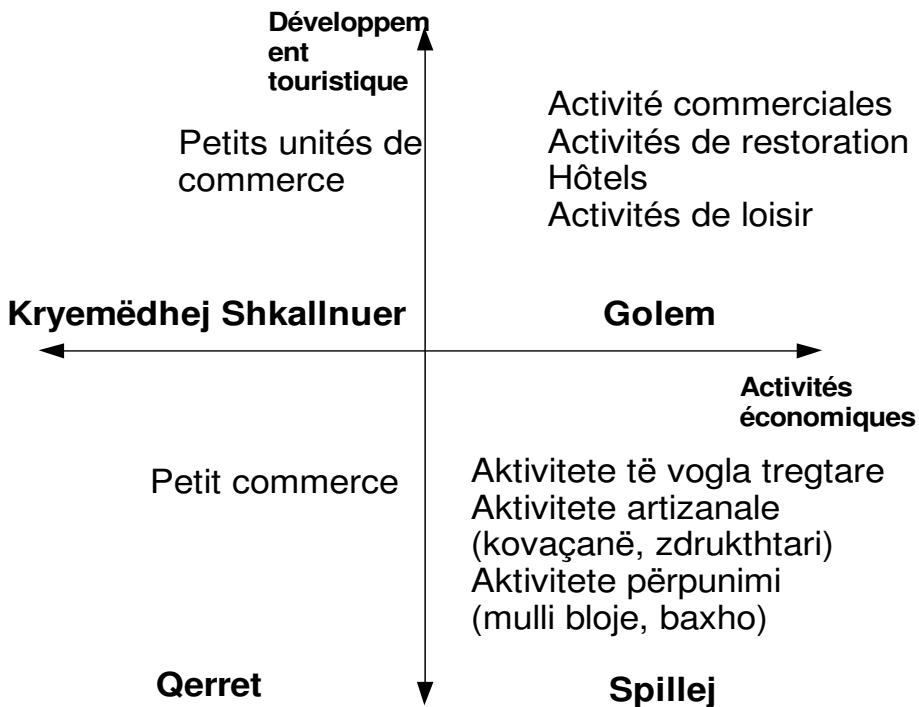 Développem
ent
touristique
Petits unités de
commerce
Activité commerciales
Activités de restoration
Hôtels
Activités de loisir
Kryemëdhej Shkallnuer
Golem
Activités
économiques
Petit commerce
Aktivitete të vogla tregtare
Aktivitete artizanale
(kovaçanë, zdrukthtari)
Aktivitete përpunimi
(mulli bloje, baxho)
Qerret
Spillej